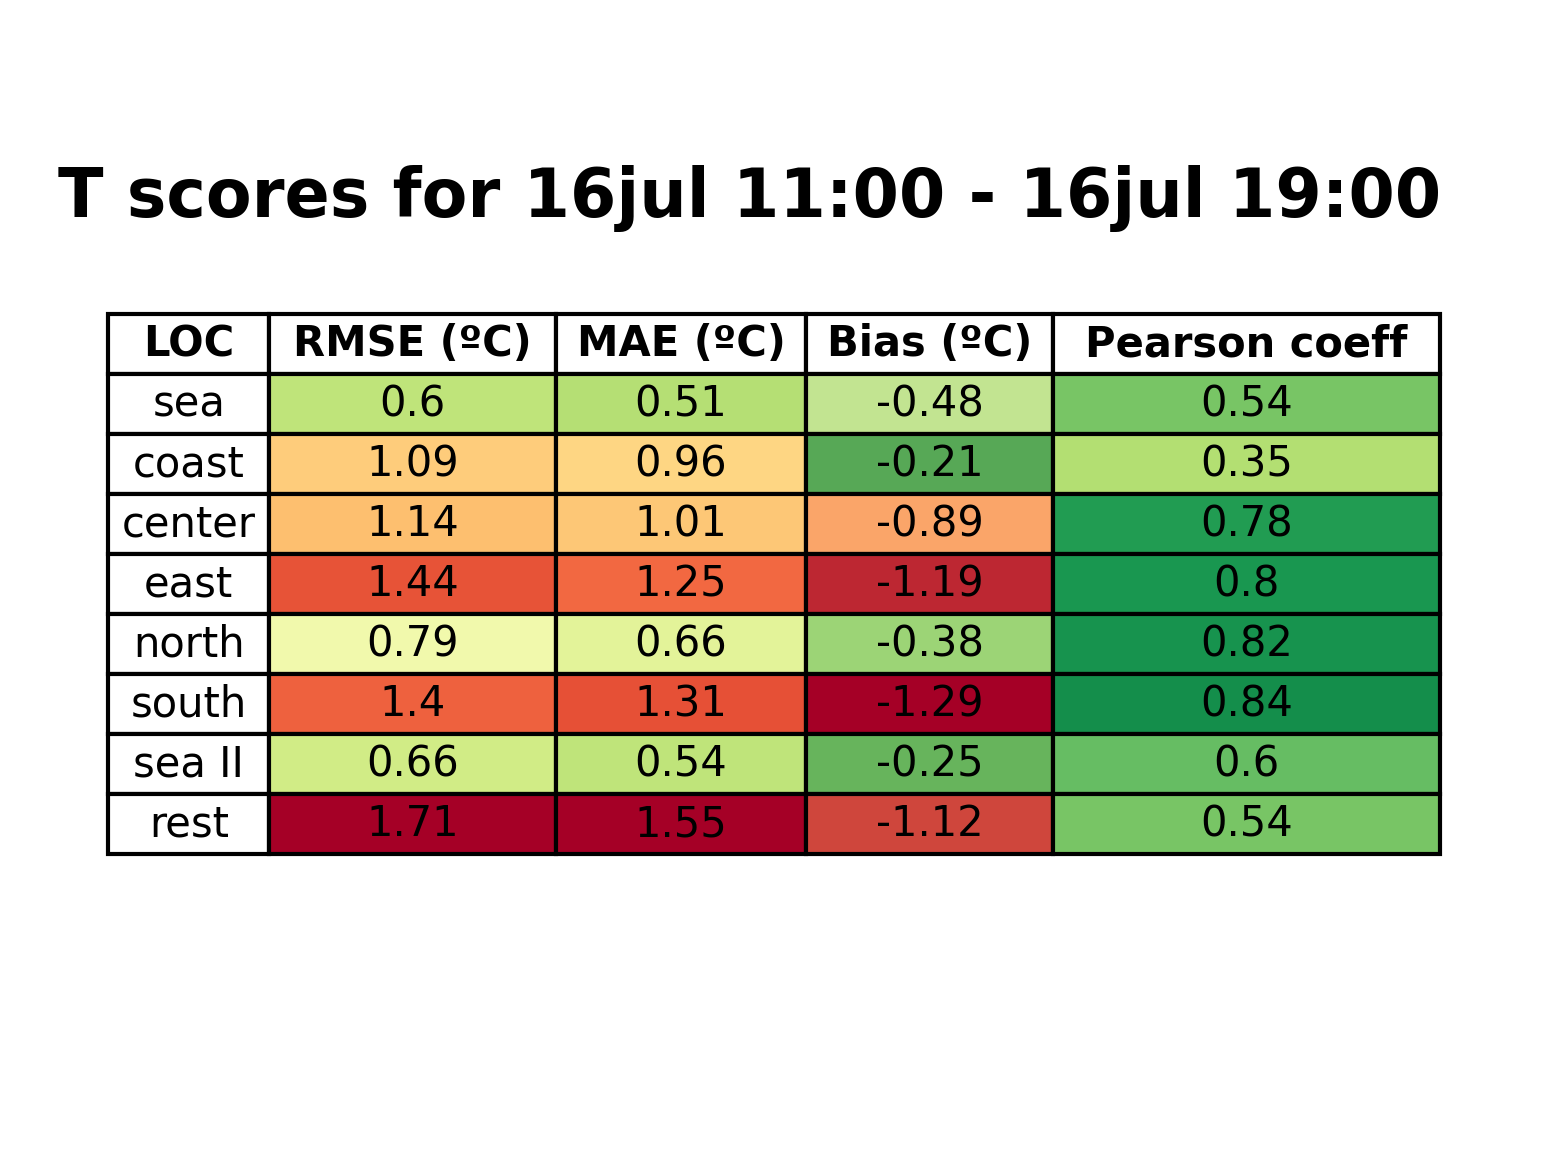 T scores for 16jul 11:00 - 16jul 19:00
LOC RMSE (ºC) MAE (ºC) Bias (ºC) Pearson coeff
sea 0.6 0.51 -0.48 0.54
coast 1.09 0.96 -0.21 0.35
center 1.14 1.01 -0.89 0.78
east 1.44 1.25 -1.19 0.8
north 0.79 0.66 -0.38 0.82
south 1.4 1.31 -1.29 0.84
sea II 0.66 0.54 -0.25 0.6
rest 1.71 1.55 -1.12 0.54